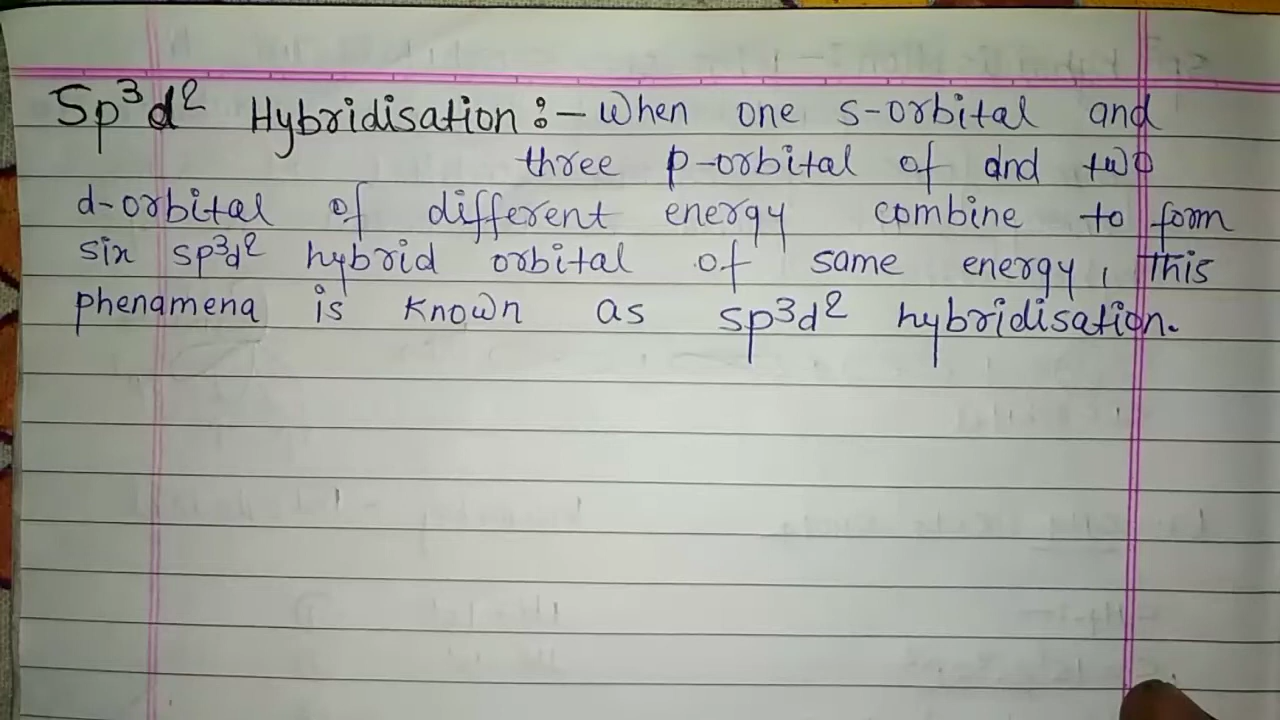 Sp³d² Hybridisation :- When one s-orbital and
three p-orbital of and two
d-orbital of different energy combine to form
six sp³d² hybrid orbital of same energy, This
phenamena is known as sp³d² hybridisation.